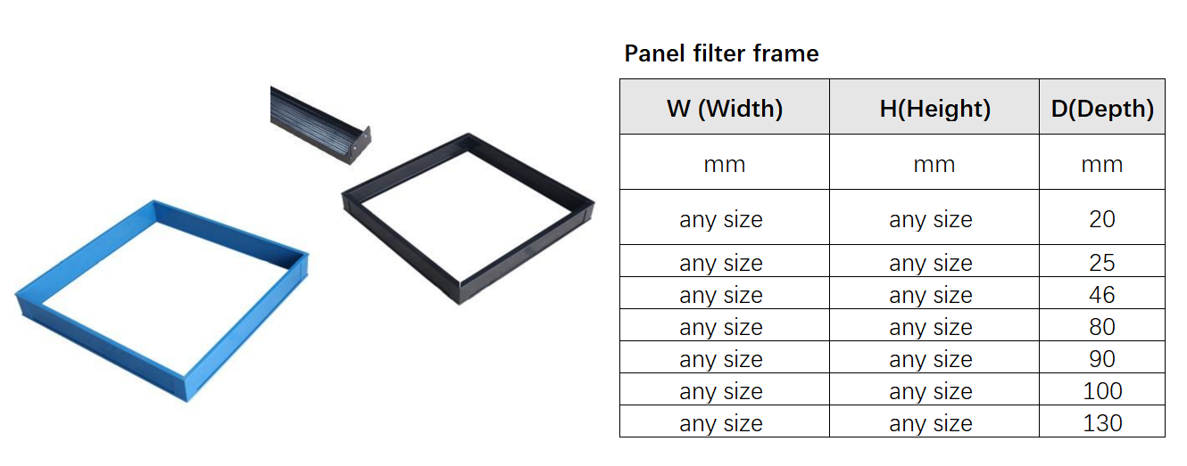 Panel filter frame
W (Width) H(Height) D(Depth)
mm mm mm
any size any size 20
any size any size 25
any size any size 46
any size any size 80
any size any size 90
any size any size 100
any size any size 130